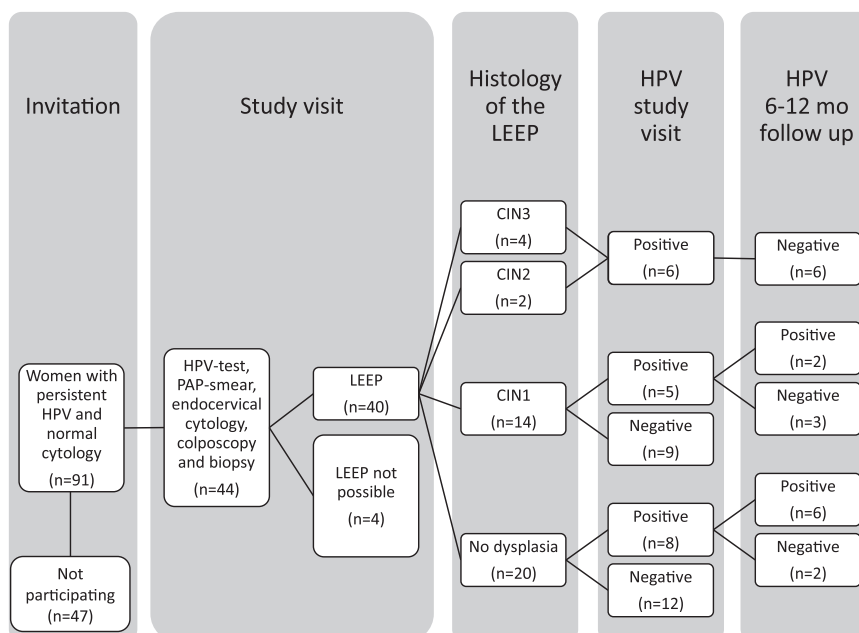 Invitation
Study visit
Histology
of the
LEEP
HPV
study
visit
HPV
6-12 mo
follow up
Women with
persistent
HPV and
normal
cytology
(n=91)
Not
participating
(n=47)
HPV-test,
PAP-smear,
endocervical
cytology,
colposcopy
and biopsy
(n=44)
LEEP
(n=40)
LEEP not
possible
(n=4)
CIN3
(n=4)
CIN2
(n=2)
CIN1
(n=14)
No dysplasia
(n=20)
Positive
(n=6)
Positive
(n=5)
Negative
(n=9)
Positive
(n=8)
Negative
(n=12)
Negative
(n=6)
Positive
(n=2)
Negative
(n=3)
Positive
(n=6)
Negative
(n=2)